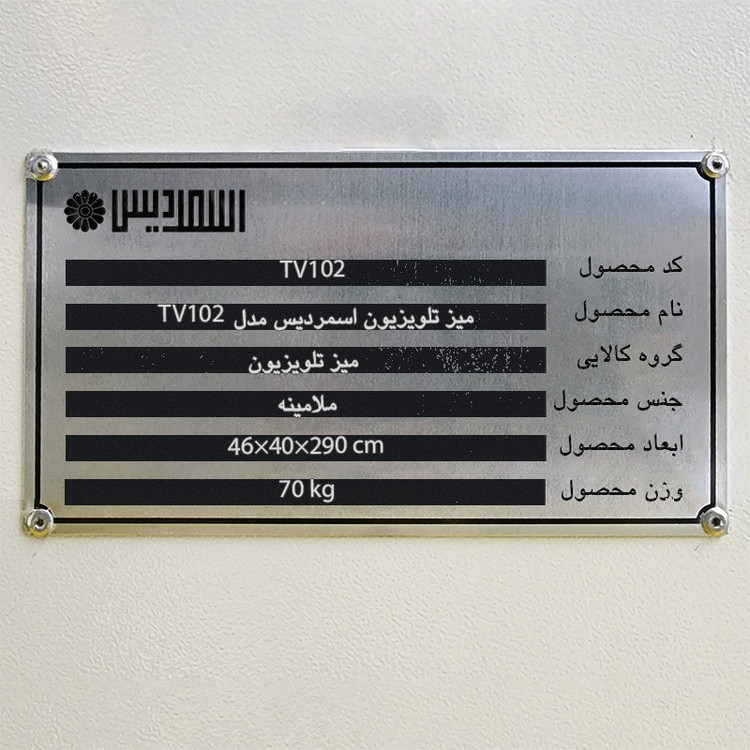 اسمردیس
کد محصول TV102
نام محصول میز تلویزیون اسمردیس مدل TV102
گروه کالایی میز تلویزیون
جنس محصول ملامینه
ابعاد محصول 46×40×290 cm
وزن محصول 70 kg